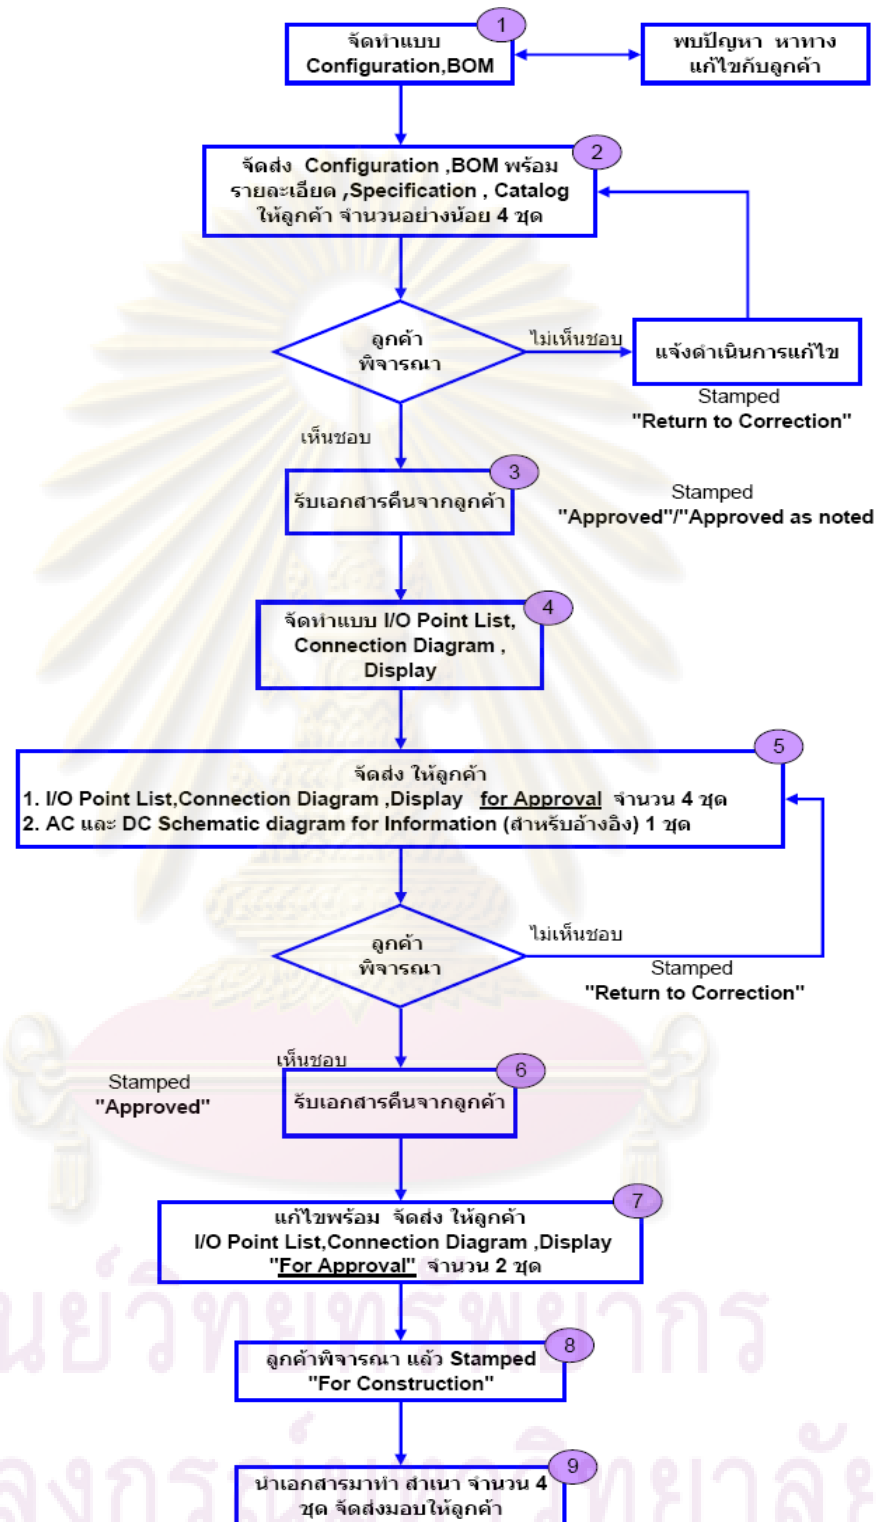 1
จัดทำแบบ
Configuration,BOM
พบปัญหา หาทาง
แก้ไขกับลูกค้า
2
จัดส่ง Configuration ,BOM พร้อม
รายละเอียด ,Specification , Catalog
ให้ลูกค้า จำนวนอย่างน้อย 4 ชุด
ลูกค้า
พิจารณา
ไม่เห็นชอบ
แจ้งดำเนินการแก้ไข
Stamped
"Return to Correction"
เห็นชอบ
3
รับเอกสารคืนจากลูกค้า
Stamped
"Approved"/"Approved as noted
4
จัดทำแบบ I/O Point List,
Connection Diagram ,
Display
5
จัดส่ง ให้ลูกค้า
1. I/O Point List,Connection Diagram ,Display for Approval จำนวน 4 ชุด
2. AC และ DC Schematic diagram for Information (สำหรับอ้างอิง) 1 ชุด
ลูกค้า
พิจารณา
ไม่เห็นชอบ
Stamped
"Return to Correction"
เห็นชอบ
Stamped
"Approved"
6
รับเอกสารคืนจากลูกค้า
7
แก้ไขพร้อม จัดส่ง ให้ลูกค้า
I/O Point List,Connection Diagram ,Display
"For Approval" จำนวน 2 ชุด
8
ลูกค้าพิจารณา แล้ว Stamped
"For Construction"
9
นำเอกสารมาทำ สำเนา จำนวน 4
ชุด จัดส่งมอบให้ลูกค้า